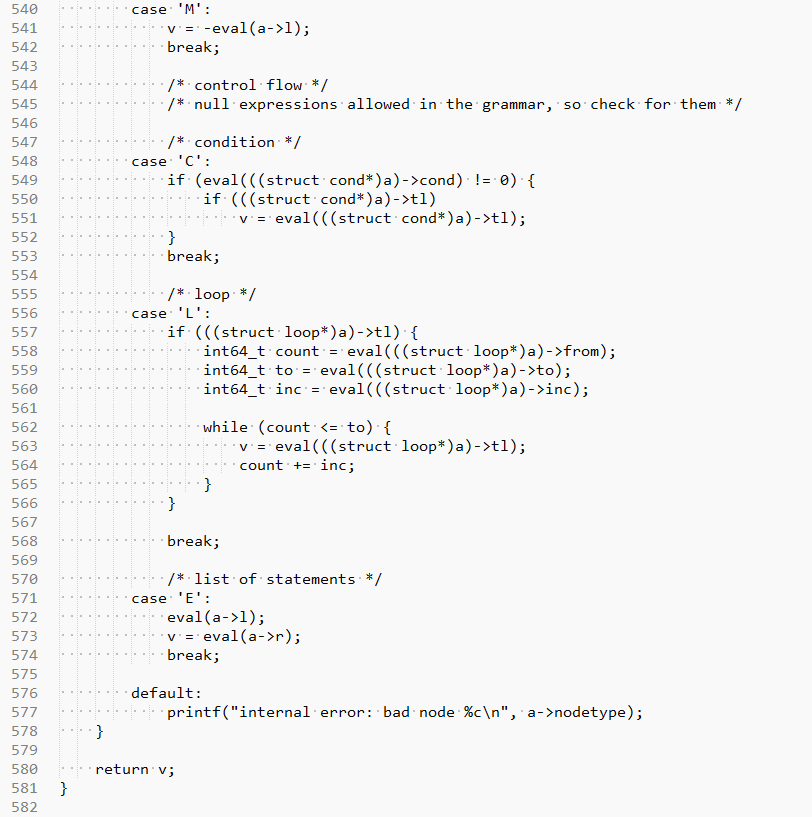 540 case 'M':
541 v = -eval(a->l);
542 break;
543
544 /* control flow */
545 /* null expressions allowed in the grammar, so check for them */
546
547 /* condition */
548 case 'C':
549 if (eval(((struct cond*)a)->cond) != 0) {
550 if (((struct cond*)a)->tl)
551 v = eval(((struct cond*)a)->tl);
552 }
553 break;
554
555 /* loop */
556 case 'L':
557 if (((struct loop*)a)->tl) {
558 int64_t count = eval(((struct loop*)a)->from);
559 int64_t to = eval(((struct loop*)a)->to);
560 int64_t inc = eval(((struct loop*)a)->inc);
561
562 while (count <= to) {
563 v = eval(((struct loop*)a)->tl);
564 count += inc;
565 }
566 }
567
568 break;
569
570 /* list of statements */
571 case 'E':
572 eval(a->l);
573 v = eval(a->r);
574 break;
575
576 default:
577 printf("internal error: bad node %c\n", a->nodetype);
578 }
579
580 return v;
581 }
582